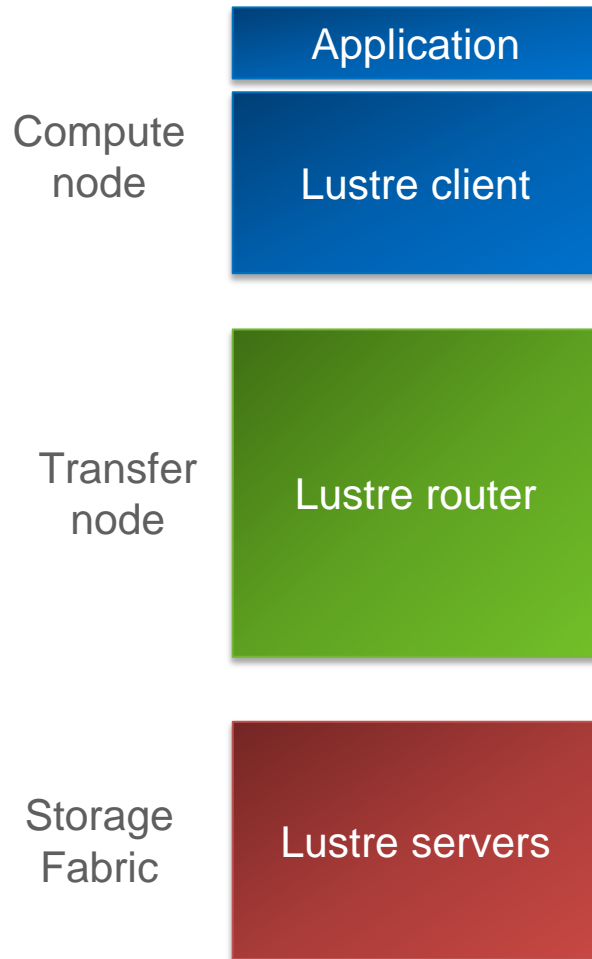 Application
Compute
node
Lustre client
Transfer
node
Lustre router
Storage
Fabric
Lustre servers